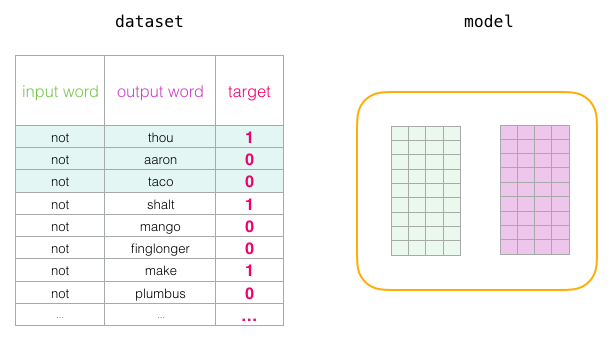 dataset model
input word output word target
not thou 1
not aaron 0
not taco 0
not shalt 1
not mango 0
not finglonger 0
not make 1
not plumbus 0
... ... ...